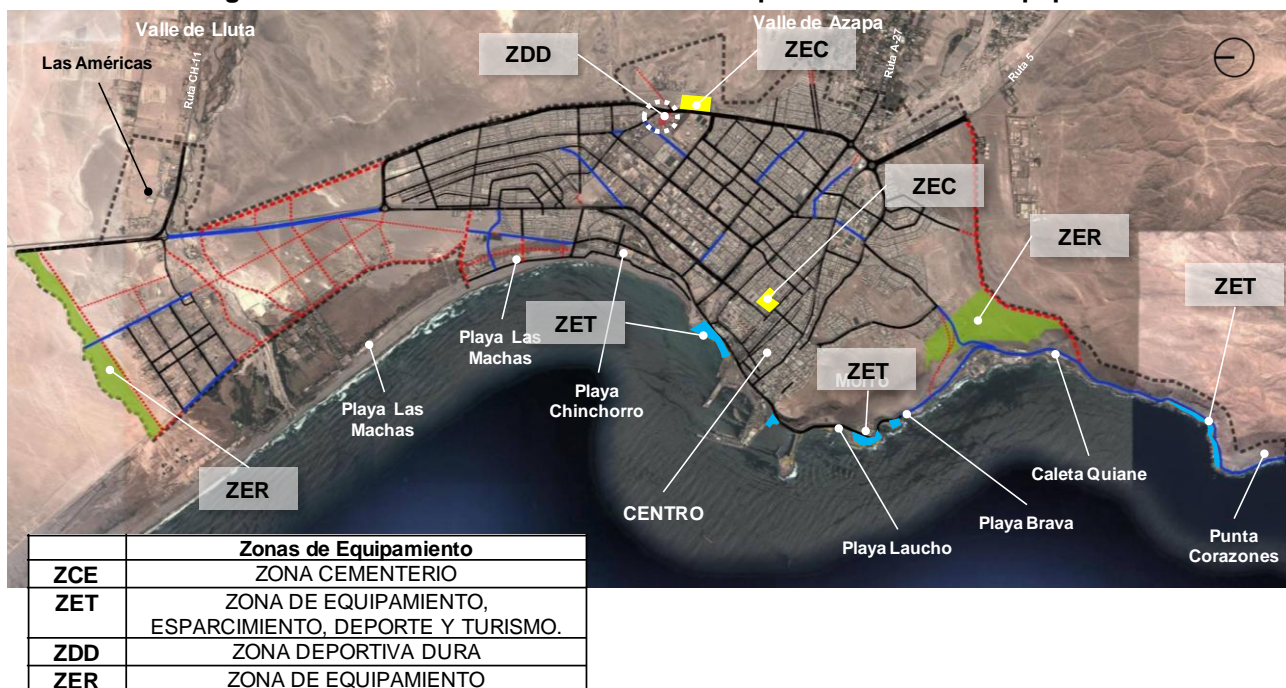 Valle de Lluta
Valle de Azapa
Las Américas
Ruta CH-11
ZDD
ZEC
Ruta A-27
Ruta 5
ZEC
ZER
ZET
ZET
Playa Las
Machas
Playa Las
Machas
Playa
Chinchorro
ZET
ZER
CENTRO
Playa Laucho
Playa Brava
Caleta Quiane
Punta
Corazones
Zonas de Equipamiento
ZCE ZONA CEMENTERIO
ZET ZONA DE EQUIPAMIENTO,
ESPARCIMIENTO, DEPORTE Y TURISMO.
ZDD ZONA DEPORTIVA DURA
ZER ZONA DE EQUIPAMIENTO